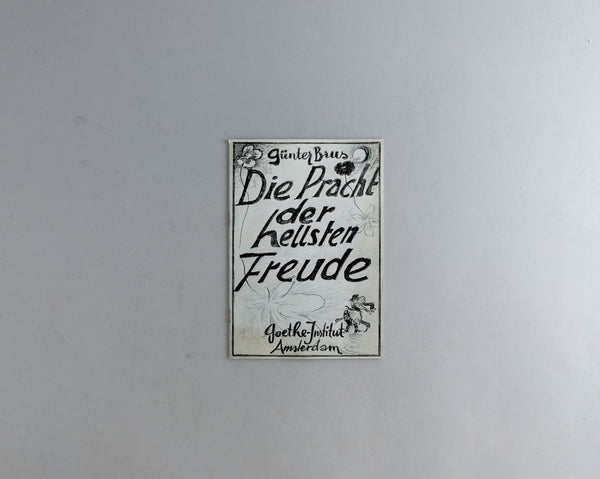 Günter Brus
Die Pracht
der
hellsten
Freude
Goethe-Institut
Amsterdam